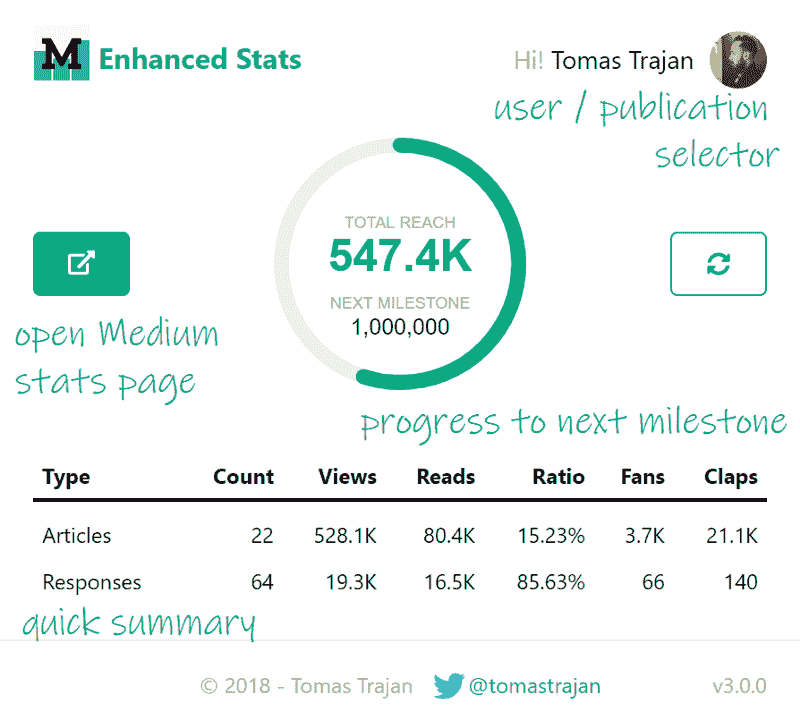 M Enhanced Stats
Hi! Tomas Trajan
user / publication
selector
TOTAL REACH
547.4K
NEXT MILESTONE
1,000,000
open Medium
stats page
progress to next milestone
Type Count Views Reads Ratio Fans Claps
Articles 22 528.1K 80.4K 15.23% 3.7K 21.1K
Responses 64 19.3K 16.5K 85.63% 66 140
quick summary
© 2018 - Tomas Trajan @tomastrajan v3.0.0